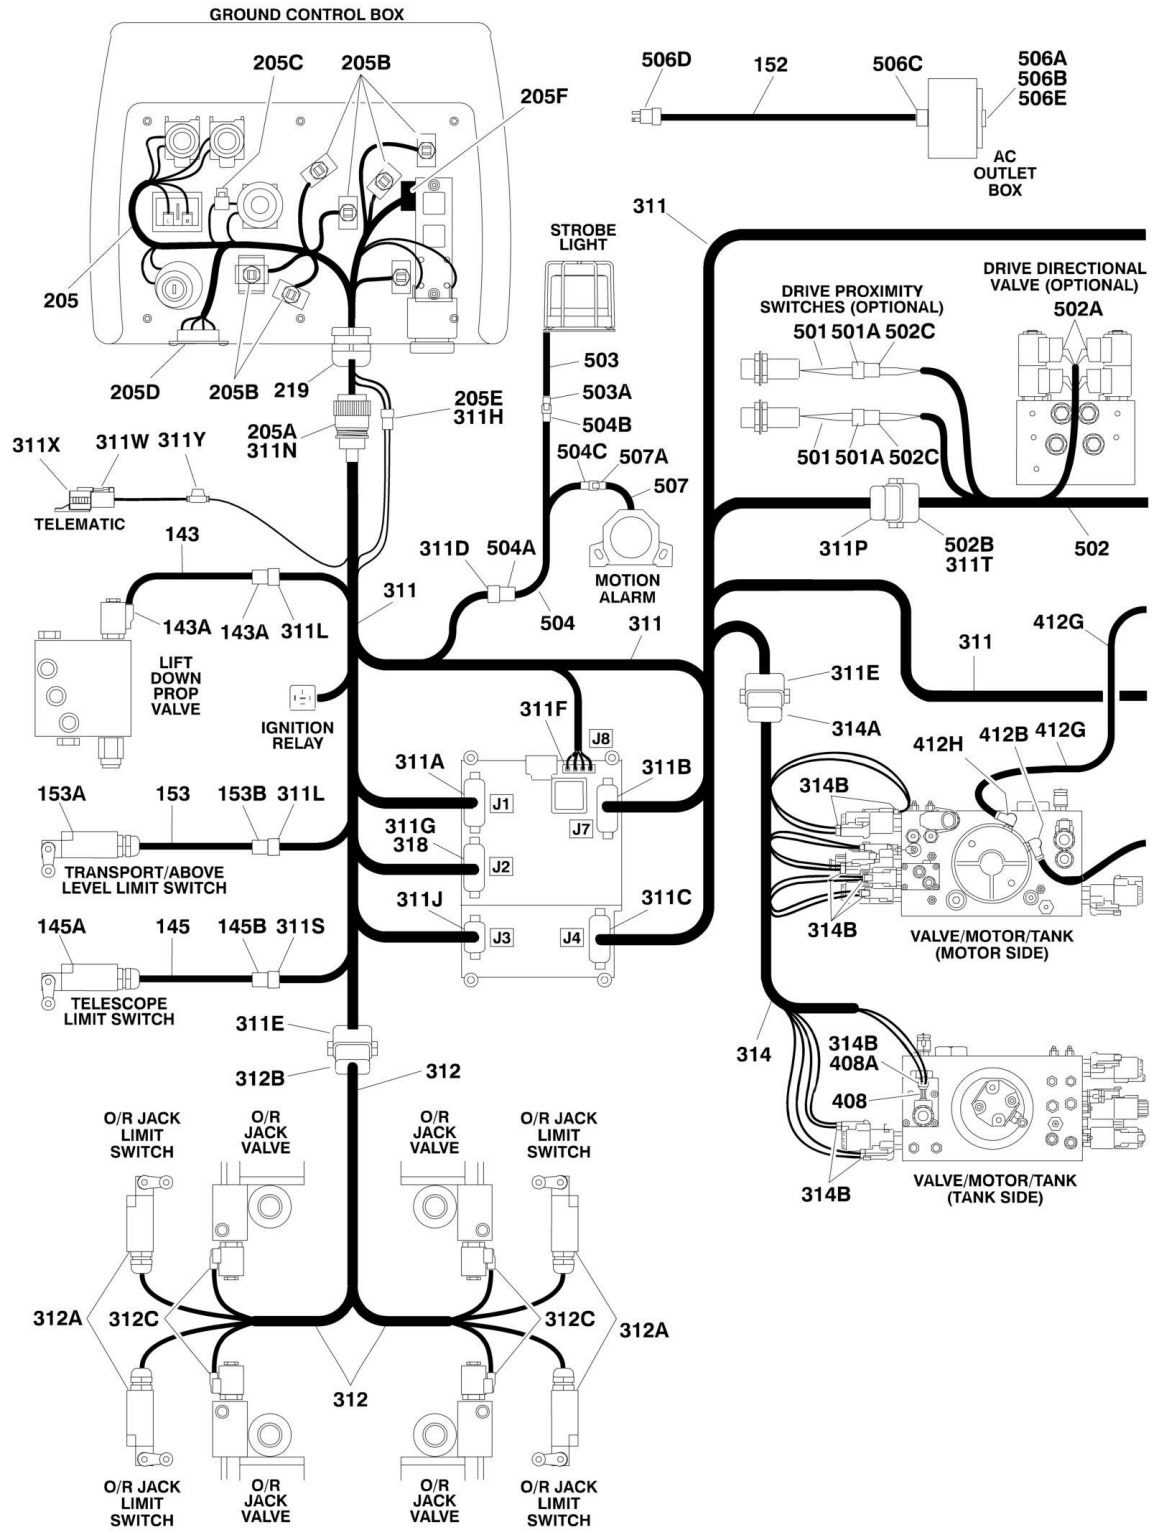 GROUND CONTROL BOX
205C
205B
205F
205
205D
205B
219
205E
311H
205A
311N
311X
311W
311Y
TELEMATIC
506D
152
506C
506A
506B
506E
AC
OUTLET
BOX
311
STROBE
LIGHT
503
503A
504B
504C
507A
507
MOTION
ALARM
311D
504A
504
DRIVE PROXIMITY
SWITCHES (OPTIONAL)
501
501A
502C
501
501A
502C
DRIVE DIRECTIONAL
VALVE (OPTIONAL)
502A
311P
502B
311T
502
143
143A
143A
311L
LIFT
DOWN
PROP
VALVE
311
311
IGNITION
RELAY
412G
311
311E
314A
311F
J8
311A
J1
311B
J7
311G
318
J2
311J
J3
J4
311C
412H
412B
412G
314B
314B
VALVE/MOTOR/TANK
(MOTOR SIDE)
153A
153
153B
311L
TRANSPORT/ABOVE
LEVEL LIMIT SWITCH
145A
145
145B
311S
TELESCOPE
LIMIT SWITCH
311E
312B
312
314
314B
408A
408
314B
VALVE/MOTOR/TANK
(TANK SIDE)
O/R JACK
LIMIT
SWITCH
O/R
JACK
VALVE
O/R
JACK
VALVE
O/R JACK
LIMIT
SWITCH
312A
312C
312C
312A
312
O/R JACK
LIMIT
SWITCH
O/R
JACK
VALVE
O/R
JACK
VALVE
O/R JACK
LIMIT
SWITCH